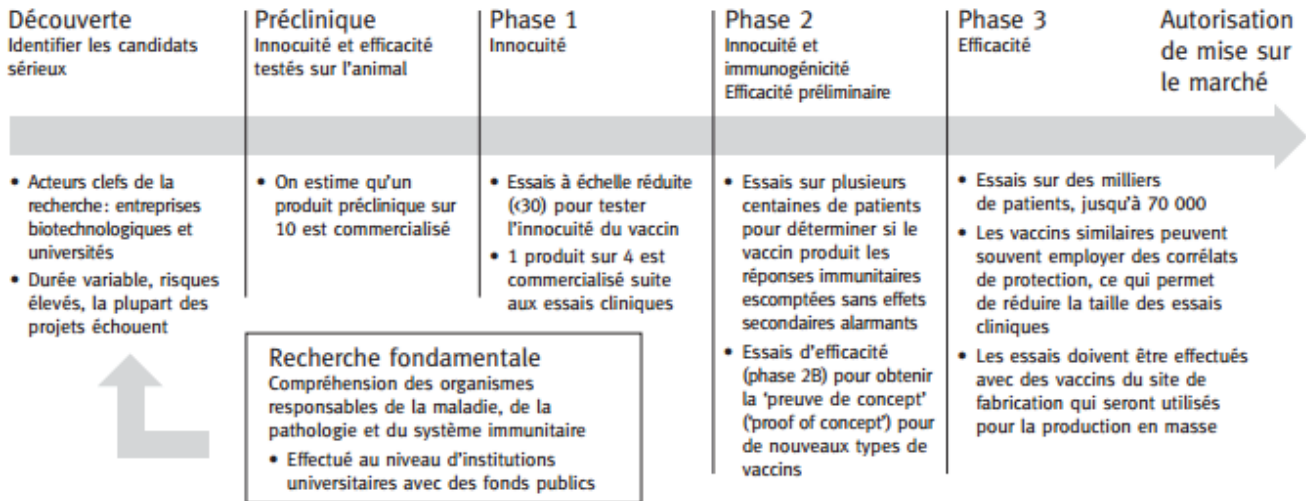 Découverte
Identifier les candidats
sérieux
Préclinique
Innocuité et efficacité
testés sur l'animal
Phase 1
Innocuité
Phase 2
Innocuité et
immunogénicité
Efficacité préliminaire
Phase 3
Efficacité
Autorisation
de mise sur
le marché
• Acteurs clefs de la
recherche: entreprises
biotechnologiques et
universités
• Durée variable, risques
élevés, la plupart des
projets échouent
• On estime qu'un
produit préclinique sur
10 est commercialisé
• Essais à échelle réduite
(<30) pour tester
l'innocuité du vaccin
• 1 produit sur 4 est
commercialisé suite
aux essais cliniques
• Essais sur plusieurs
centaines de patients
pour déterminer si le
vaccin produit les
réponses immunitaires
escomptées sans effets
secondaires alarmants
• Essais d'efficacité
(phase 2B) pour obtenir
la 'preuve de concept'
('proof of concept') pour
de nouveaux types de
vaccins
• Essais sur des milliers
de patients, jusqu'à 70 000
• Les vaccins similaires peuvent
souvent employer des corrélats
de protection, ce qui permet
de réduire la taille des essais
cliniques
• Les essais doivent être effectués
avec des vaccins du site de
fabrication qui seront utilisés
pour la production en masse
Recherche fondamentale
Compréhension des organismes
responsables de la maladie, de la
pathologie et du système immunitaire
• Effectué au niveau d'institutions
universitaires avec des fonds publics